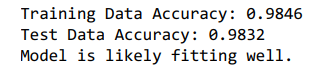 Training Data Accuracy: 0.9846
Test Data Accuracy: 0.9832
Model is likely fitting well.